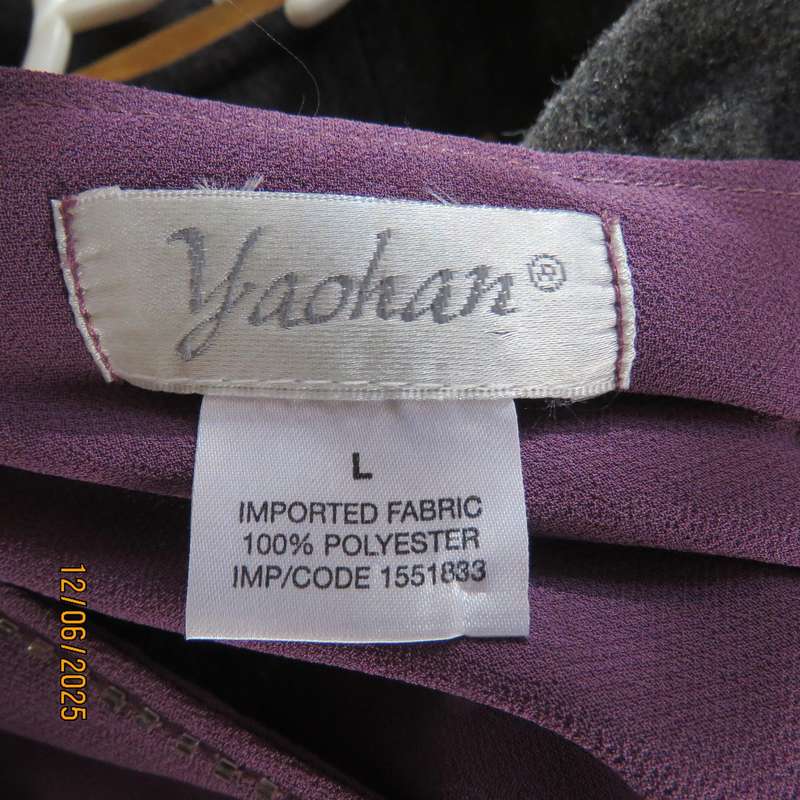 Yaohan®
L
IMPORTED FABRIC
100% POLYESTER
IMP/CODE 1551833
12/06/2025